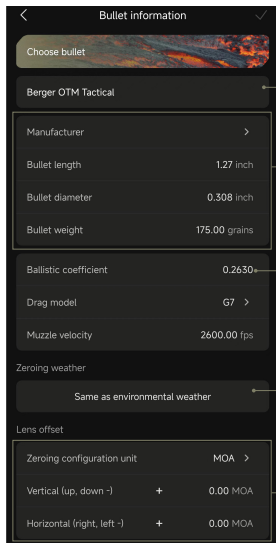 Bullet information
Choose bullet
Berger OTM Tactical
Manufacturer
Bullet length 1.27 inch
Bullet diameter 0.308 inch
Bullet weight 175.00 grains
Ballistic coefficient 0.2630
Drag model G7
Muzzle velocity 2600.00 fps
Zeroing weather
Same as environmental weather
Lens offset
Zeroing configuration unit MOA
Vertical (up, down -) + 0.00 MOA
Horizontal (right, left -) + 0.00 MOA